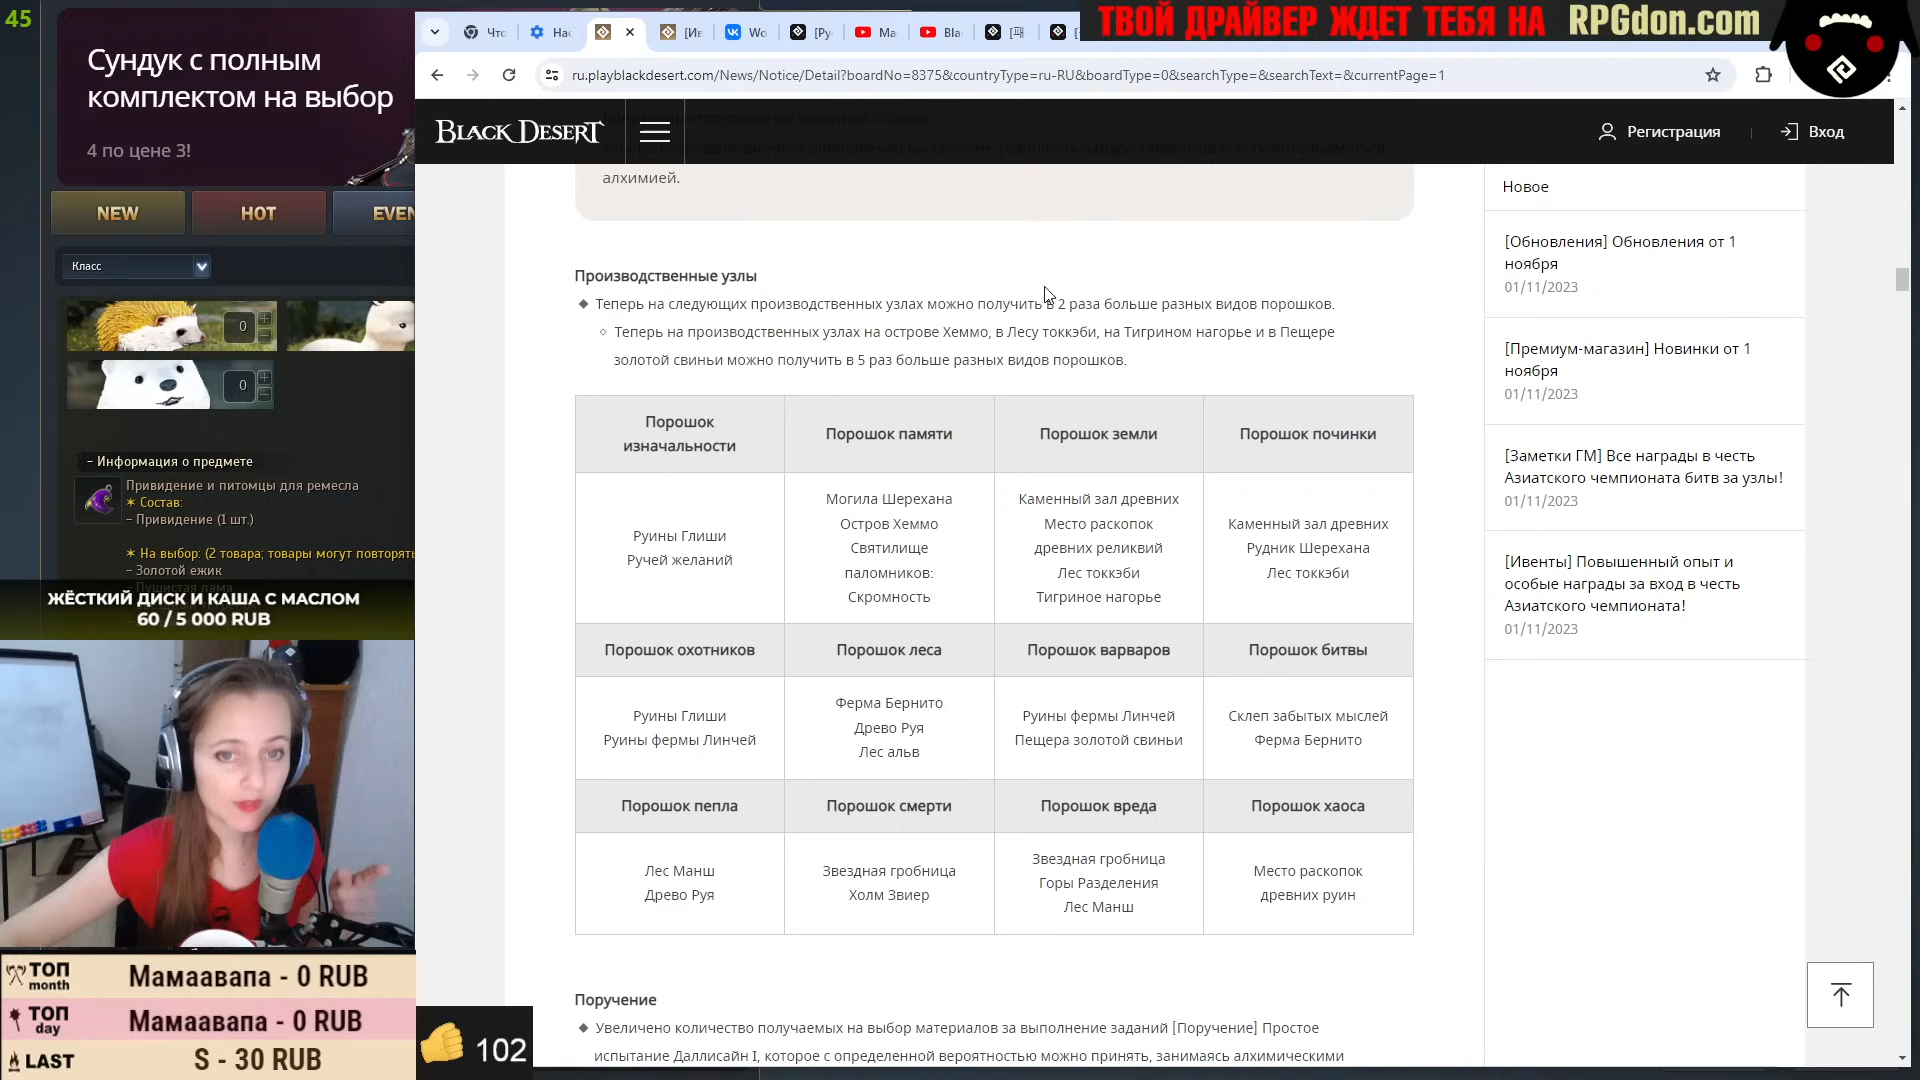 45
Сундук с полным
комплектом на выбор
4 по цене 3!
NEW
HOT
EVEN
Класс
0
0
– Информация о предмете
Привидение и питомцы для ремесла
✶ Состав:
– Привидение (1 шт.)
✶ На выбор: (2 товара; товары могут повторять
– Золотой ежик
– Пушистая лама
ЖЁСТКИЙ ДИСК И КАША С МАСЛОМ
60 / 5 000 RUB
ТОП month Мамаавапа - 0 RUB
ТОП day Мамаавапа - 0 RUB
LAST S - 30 RUB
102
Что
Нас
[Ив
Wo
[Ру
Ma
Bla
ТВОЙ ДРАЙВЕР ЖДЕТ ТЕБЯ НА RPGdon.com
ru.playblackdesert.com/News/Notice/Detail?boardNo=8375&countryType=ru-RU&boardType=0&searchType=&searchText=&currentPage=1
BLACK DESERT
Регистрация
Вход
алхимией.
Производственные узлы
◆ Теперь на следующих производственных узлах можно получить в 2 раза больше разных видов порошков.
◇ Теперь на производственных узлах на острове Хеммо, в Лесу токкэби, на Тигрином нагорье и в Пещере
золотой свиньи можно получить в 5 раз больше разных видов порошков.
Порошок
изначальности
Порошок памяти
Порошок земли
Порошок починки
Руины Глиши
Ручей желаний
Могила Шерехана
Остров Хеммо
Святилище
паломников:
Скромность
Каменный зал древних
Место раскопок
древних реликвий
Лес токкэби
Тигриное нагорье
Каменный зал древних
Рудник Шерехана
Лес токкэби
Порошок охотников
Порошок леса
Порошок варваров
Порошок битвы
Руины Глиши
Руины фермы Линчей
Ферма Бернито
Древо Руя
Лес альв
Руины фермы Линчей
Пещера золотой свиньи
Склеп забытых мыслей
Ферма Бернито
Порошок пепла
Порошок смерти
Порошок вреда
Порошок хаоса
Лес Манш
Древо Руя
Звездная гробница
Холм Звиер
Звездная гробница
Горы Разделения
Лес Манш
Место раскопок
древних руин
Поручение
◆ Увеличено количество получаемых на выбор материалов за выполнение заданий [Поручение] Простое
испытание Даллисайн I, которое с определенной вероятностью можно принять, занимаясь алхимическими
Новое
[Обновления] Обновления от 1
ноября
01/11/2023
[Премиум-магазин] Новинки от 1
ноября
01/11/2023
[Заметки ГМ] Все награды в честь
Азиатского чемпионата битв за узлы!
01/11/2023
[Ивенты] Повышенный опыт и
особые награды за вход в честь
Азиатского чемпионата!
01/11/2023